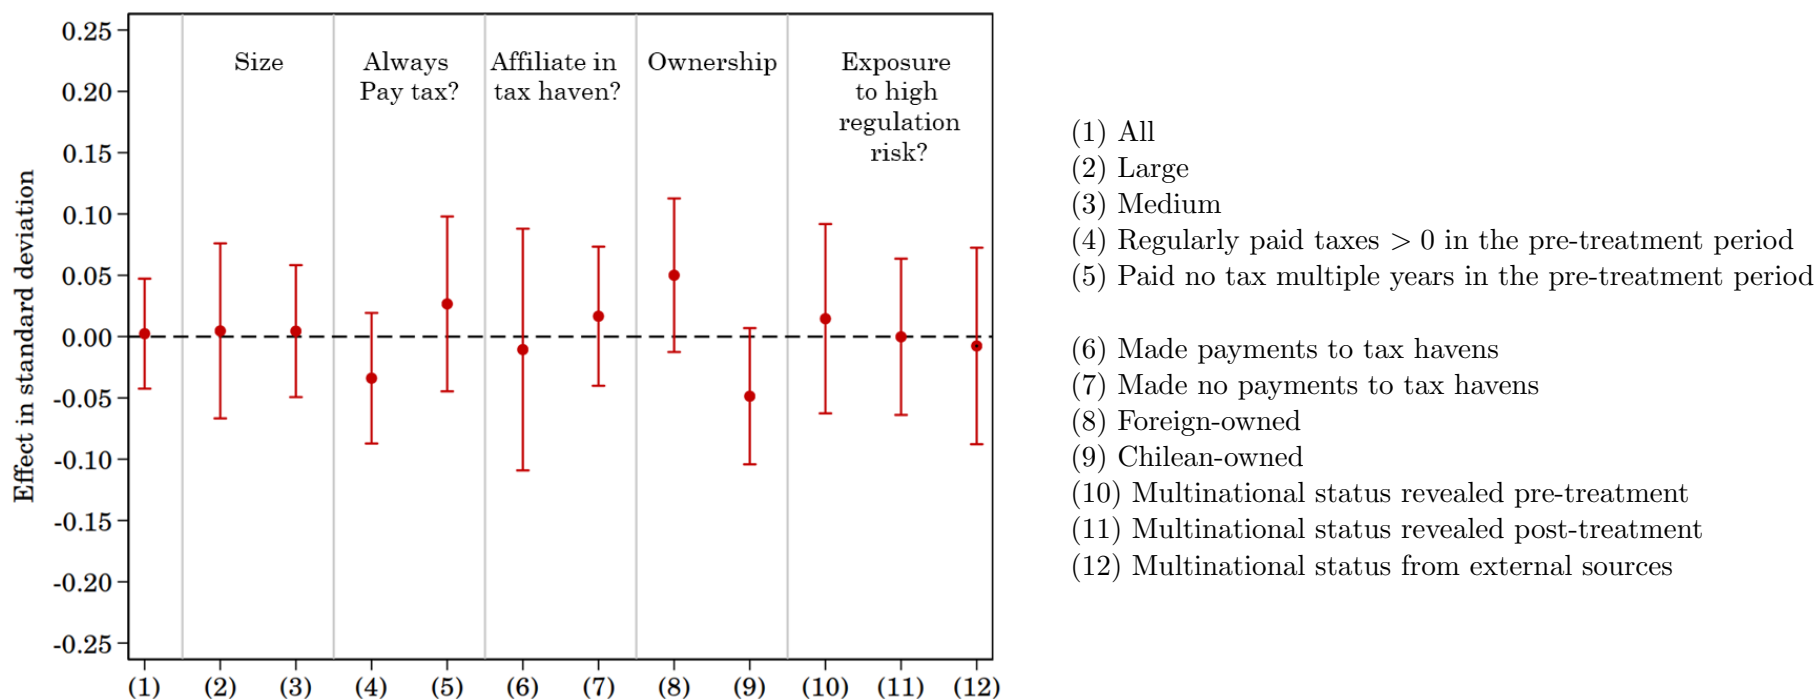 Effect in standard deviation
0.25
0.20
0.15
0.10
0.05
0.00
-0.05
-0.10
-0.15
-0.20
-0.25
Size
Always
Pay tax?
Affiliate in
tax haven?
Ownership
Exposure
to high
regulation
risk?
(1) (2) (3) (4) (5) (6) (7) (8) (9) (10) (11) (12)
(1) All
(2) Large
(3) Medium
(4) Regularly paid taxes > 0 in the pre-treatment period
(5) Paid no tax multiple years in the pre-treatment period
(6) Made payments to tax havens
(7) Made no payments to tax havens
(8) Foreign-owned
(9) Chilean-owned
(10) Multinational status revealed pre-treatment
(11) Multinational status revealed post-treatment
(12) Multinational status from external sources